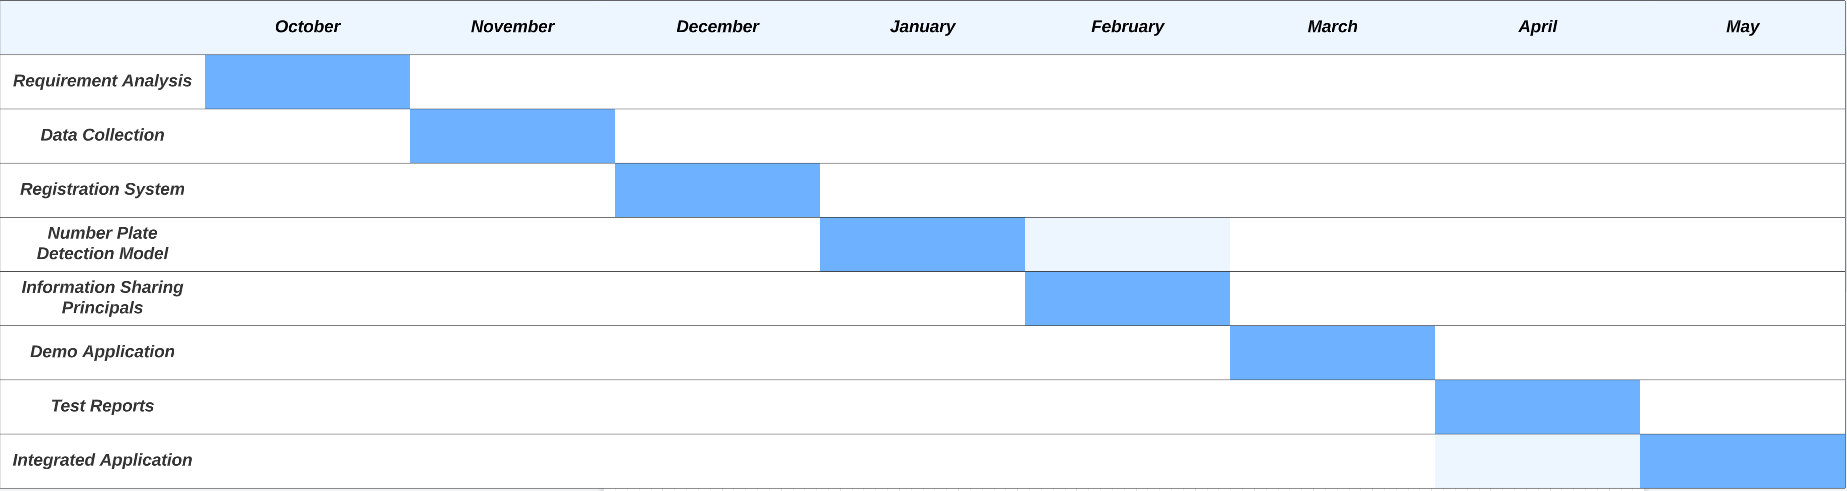 October November December January February March April May
Requirement Analysis
Data Collection
Registration System
Number Plate
Detection Model
Information Sharing
Principals
Demo Application
Test Reports
Integrated Application